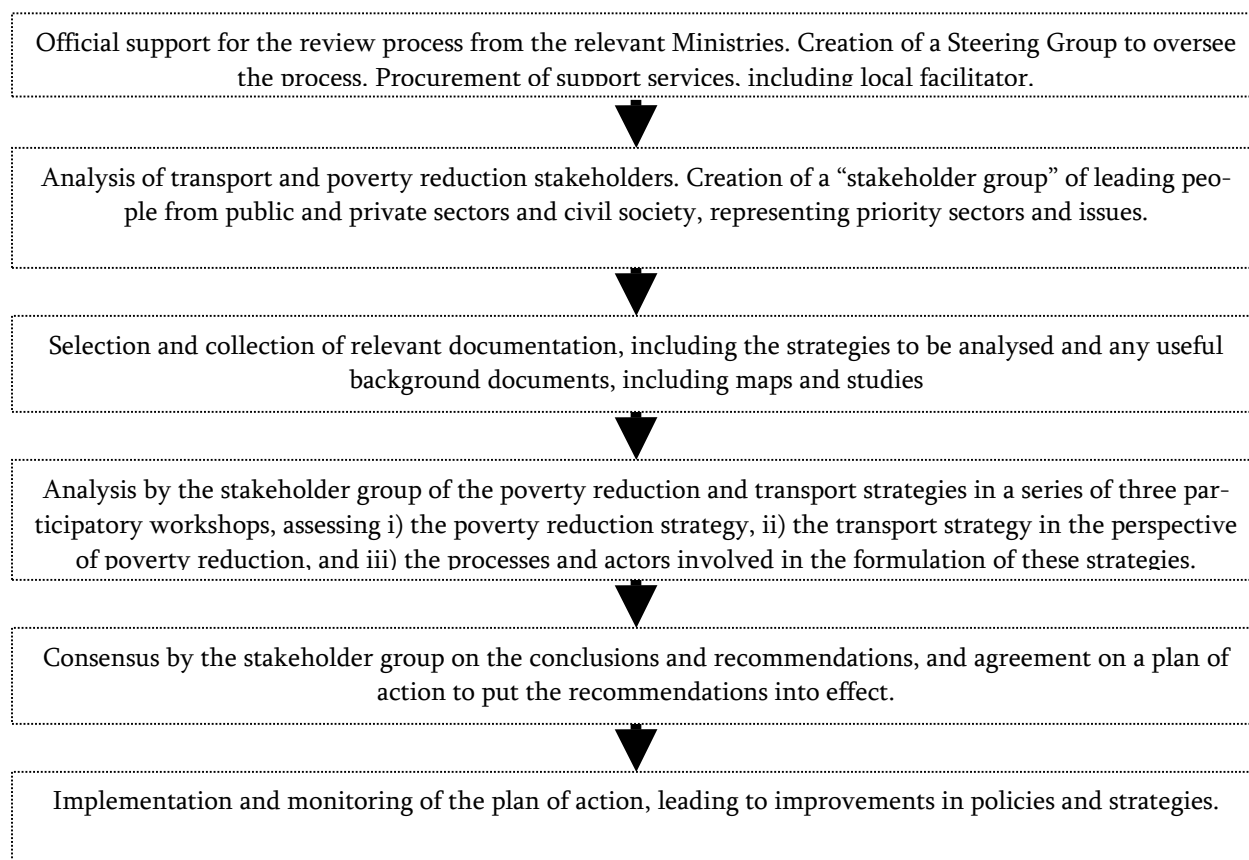 Official support for the review process from the relevant Ministries. Creation of a Steering Group to oversee
the process. Procurement of support services, including local facilitator.
Analysis of transport and poverty reduction stakeholders. Creation of a “stakeholder group” of leading peo-
ple from public and private sectors and civil society, representing priority sectors and issues.
Selection and collection of relevant documentation, including the strategies to be analysed and any useful
background documents, including maps and studies
Analysis by the stakeholder group of the poverty reduction and transport strategies in a series of three par-
ticipatory workshops, assessing i) the poverty reduction strategy, ii) the transport strategy in the perspective
of poverty reduction, and iii) the processes and actors involved in the formulation of these strategies.
Consensus by the stakeholder group on the conclusions and recommendations, and agreement on a plan of
action to put the recommendations into effect.
Implementation and monitoring of the plan of action, leading to improvements in policies and strategies.